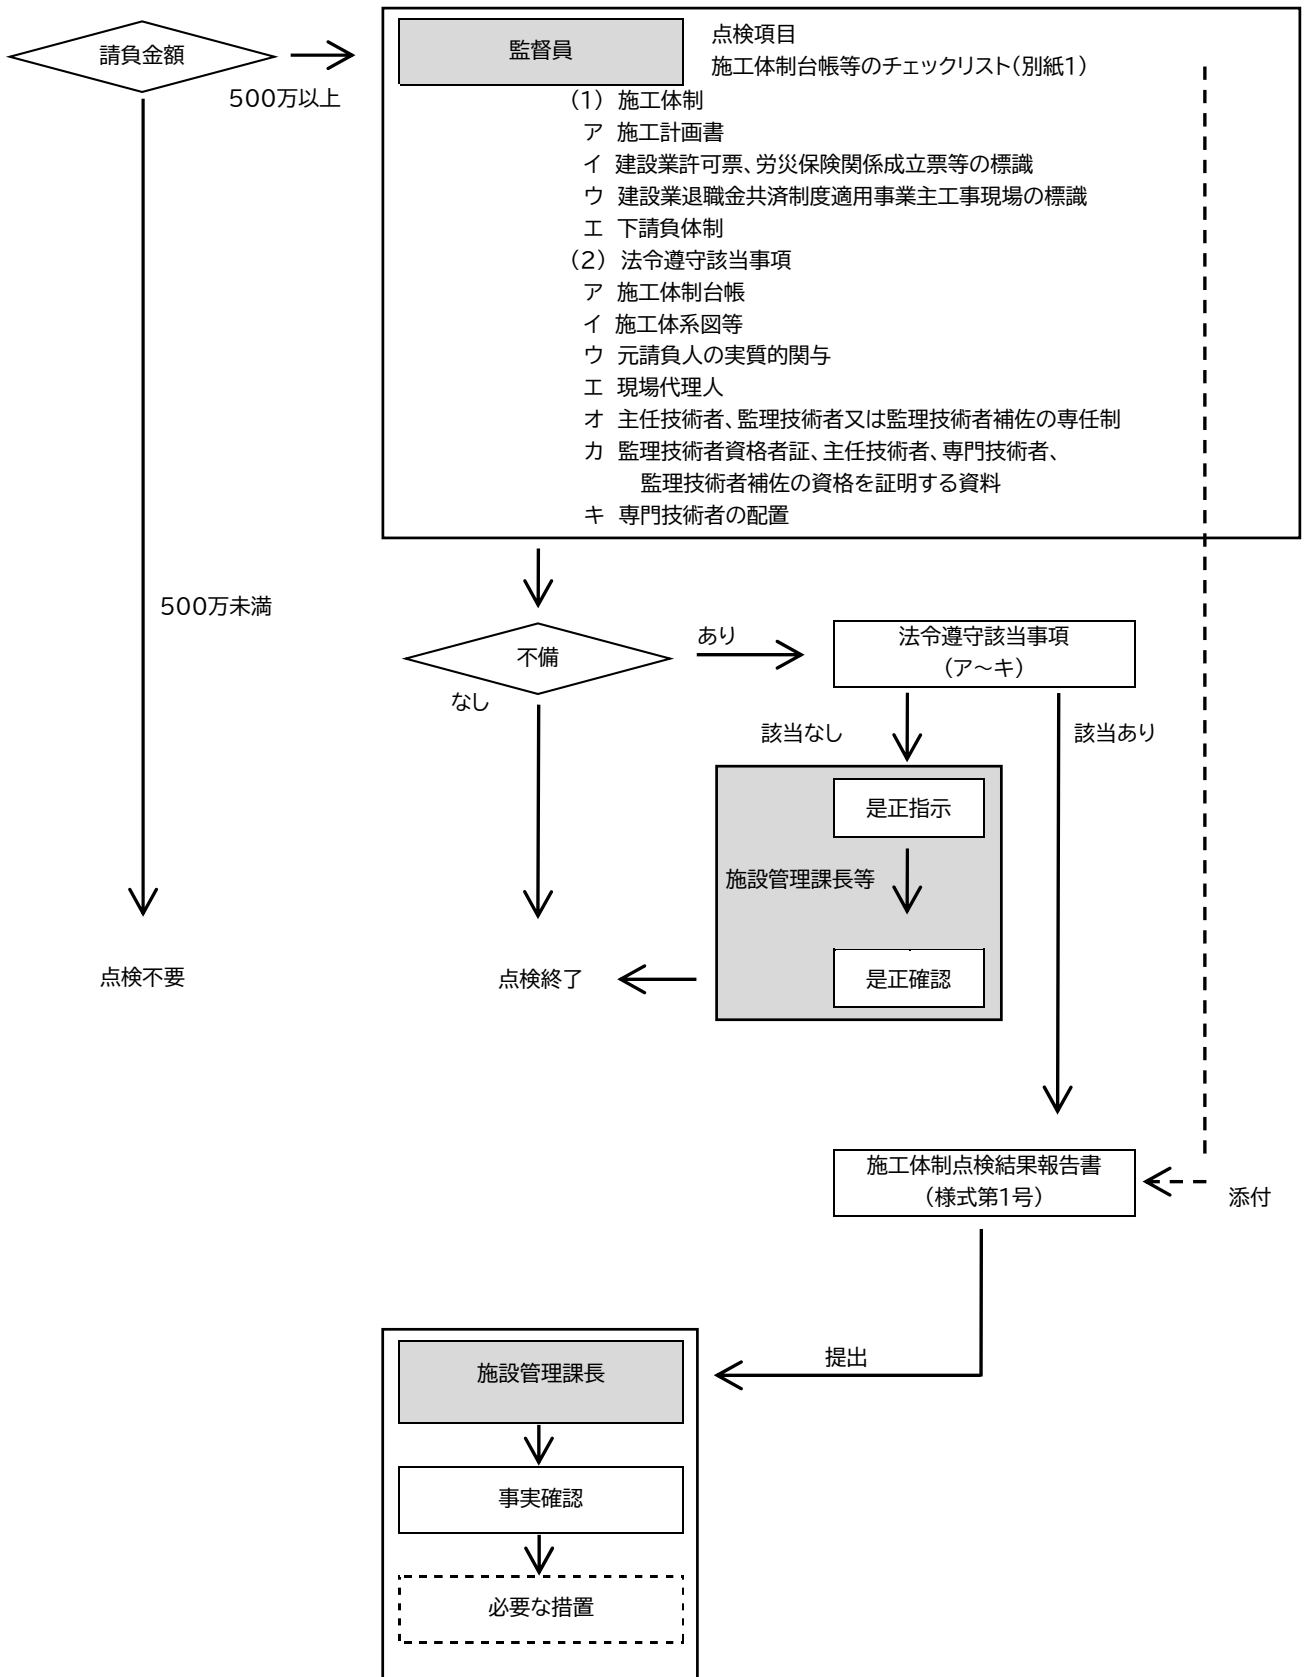 請負金額
500万以上
監督員
点検項目
施工体制台帳等のチェックリスト(別紙1)
(1) 施工体制
ア 施工計画書
イ 建設業許可票、労災保険関係成立票等の標識
ウ 建設業退職金共済制度適用事業主工事現場の標識
エ 下請負体制
(2) 法令遵守該当事項
ア 施工体制台帳
イ 施工体系図等
ウ 元請負人の実質的関与
エ 現場代理人
オ 主任技術者、監理技術者又は監理技術者補佐の専任制
カ 監理技術者資格者証、主任技術者、専門技術者、
監理技術者補佐の資格を証明する資料
キ 専門技術者の配置
500万未満
不備
あり
なし
法令遵守該当事項
(ア～キ)
該当なし
該当あり
是正指示
施設管理課長等
是正確認
点検不要
点検終了
施工体制点検結果報告書
(様式第1号)
添付
提出
施設管理課長
事実確認
必要な措置